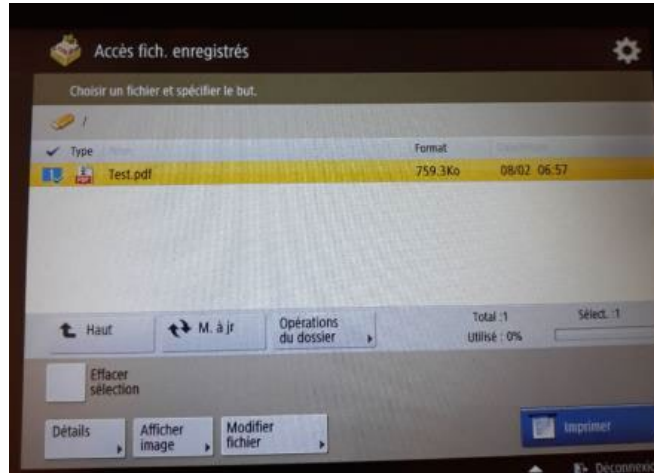 Accès fich. enregistrés
Choisir un fichier et spécifier le but.
/
Type
Format
1 Test.pdf 759.3Ko 08/02 06:57
Haut
M. à jr
Opérations
du dossier
Total :1
Sélect. :1
Utilisé : 0%
Effacer
sélection
Détails
Afficher
image
Modifier
fichier
Imprimer
Déconnexion